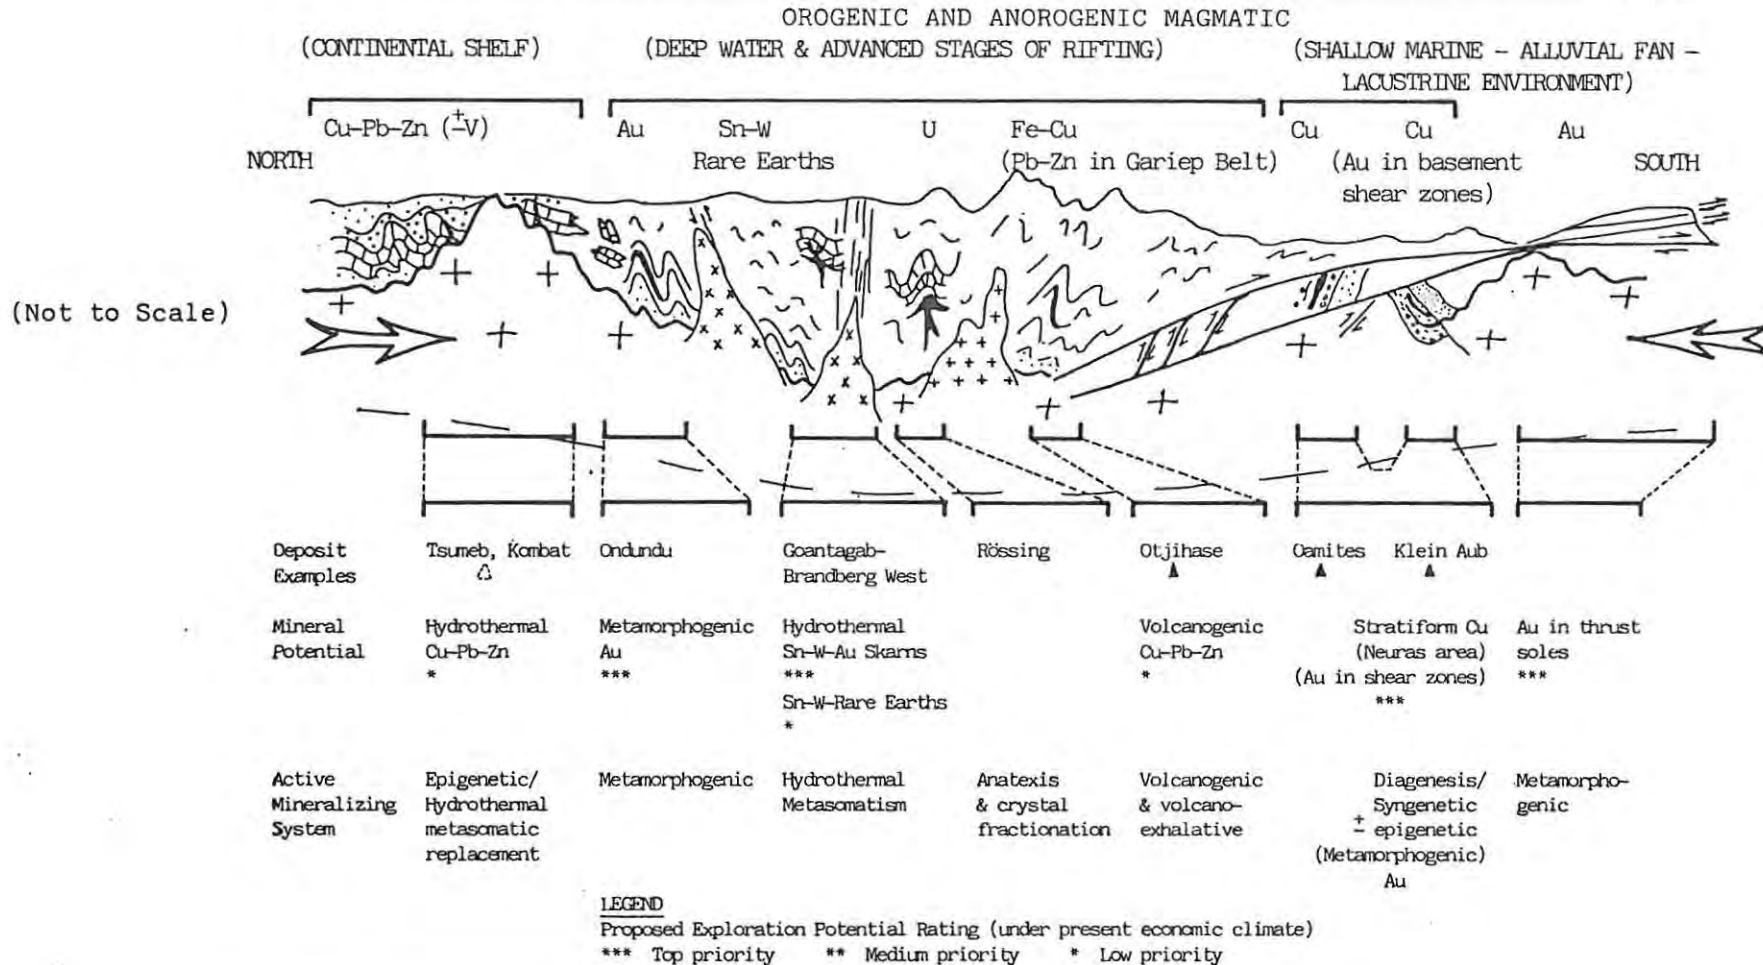 OROGENIC AND ANOROGENIC MAGMATIC
(CONTINENTAL SHELF)
(DEEP WATER & ADVANCED STAGES OF RIFTING)
(SHALLOW MARINE - ALLUVIAL FAN -
LACUSTRINE ENVIRONMENT)
Cu-Pb-Zn (±V)
Au
Sn-W
U
Fe-Cu
Cu
Cu
Au
NORTH
Rare Earths
(Pb-Zn in Gariep Belt)
(Au in basement
shear zones)
SOUTH
(Not to Scale)
Deposit
Examples
Tsumeb, Kombat
Ondundu
Goantagab-
Brandberg West
Rössing
Otjihase
Oamites
Klein Aub
Mineral
Potential
Hydrothermal
Cu-Pb-Zn
*
Metamorphogenic
Au
***
Hydrothermal
Sn-W-Au Skarns
***
Sn-W-Rare Earths
*
Volcanogenic
Cu-Pb-Zn
*
Stratiform Cu
(Neuras area)
(Au in shear zones)
***
Au in thrust
soles
***
Active
Mineralizing
System
Epigenetic/
Hydrothermal
metasomatic
replacement
Metamorphogenic
Hydrothermal
Metasomatism
Anatexis
& crystal
fractionation
Volcanogenic
& volcano-
exhalative
Diagenesis/
Syngenetic
± epigenetic
(Metamorphogenic)
Au
Metamorpho-
genic
LEGEND
Proposed Exploration Potential Rating (under present economic climate)
*** Top priority ** Medium priority * Low priority